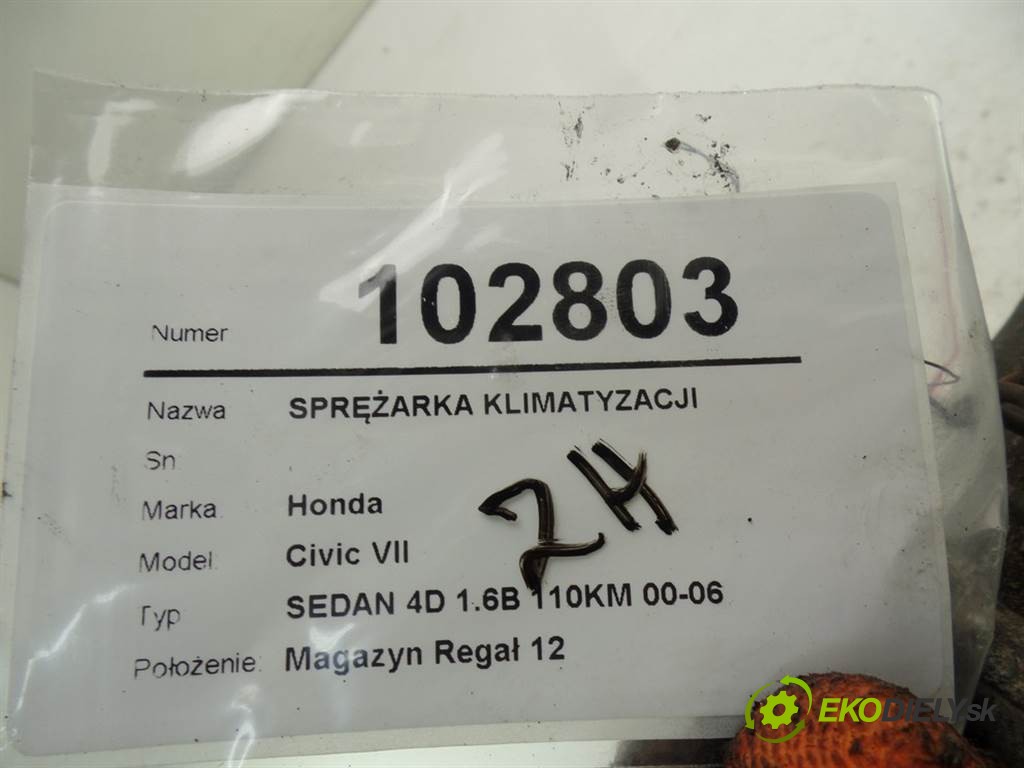 Numer 102803
Nazwa SPRĘŻARKA KLIMATYZACJI
Sn
Marka Honda
Model Civic VII
Typ SEDAN 4D 1.6B 110KM 00-06
Położenie: Magazyn Regał 12
EKODIELY.sk